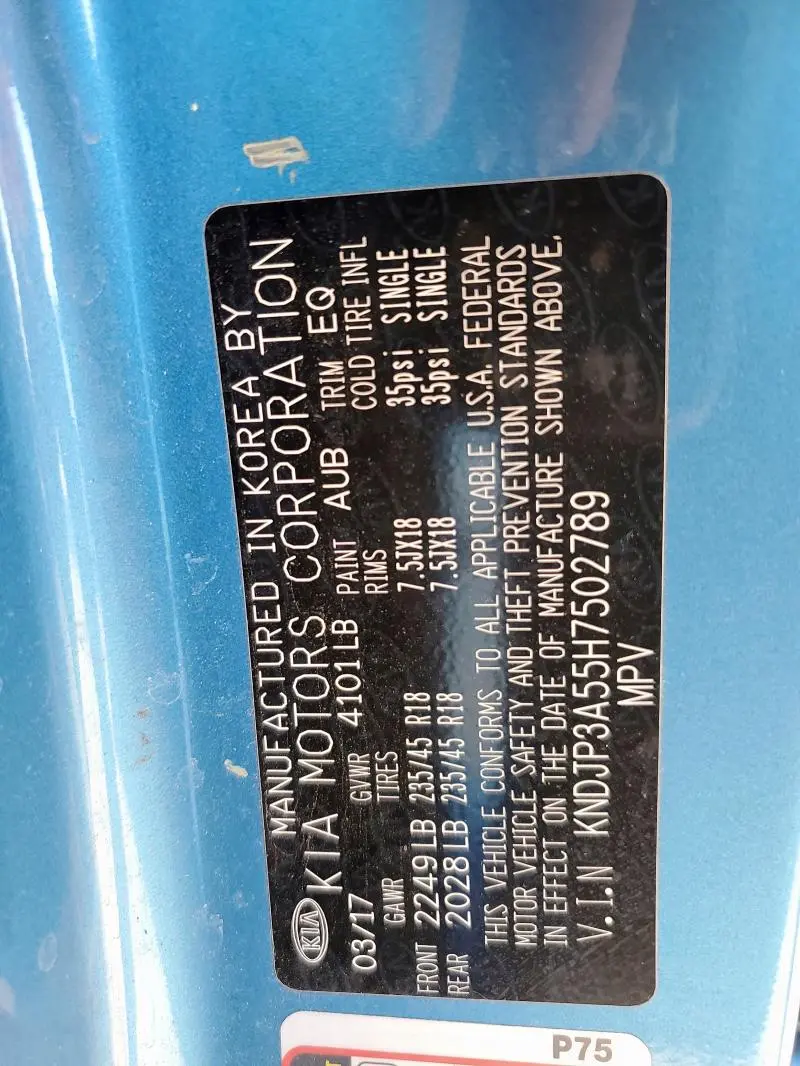 MANUFACTURED IN KOREA BY
KIA KIA MOTORS CORPORATION
03/17 GVWR 4101LB PAINT AUB TRIM EQ
GAWR TIRES RIMS COLD TIRE INFL
FRONT 2249LB 235/45 R18 7.5JX18 35psi SINGLE
REAR 2028LB 235/45 R18 7.5JX18 35psi SINGLE
THIS VEHICLE CONFORMS TO ALL APPLICABLE U.S.A. FEDERAL
MOTOR VEHICLE SAFETY AND THEFT PREVENTION STANDARDS
IN EFFECT ON THE DATE OF MANUFACTURE SHOWN ABOVE.
V.I.N KNDJP3A55H7502789
MPV
P75